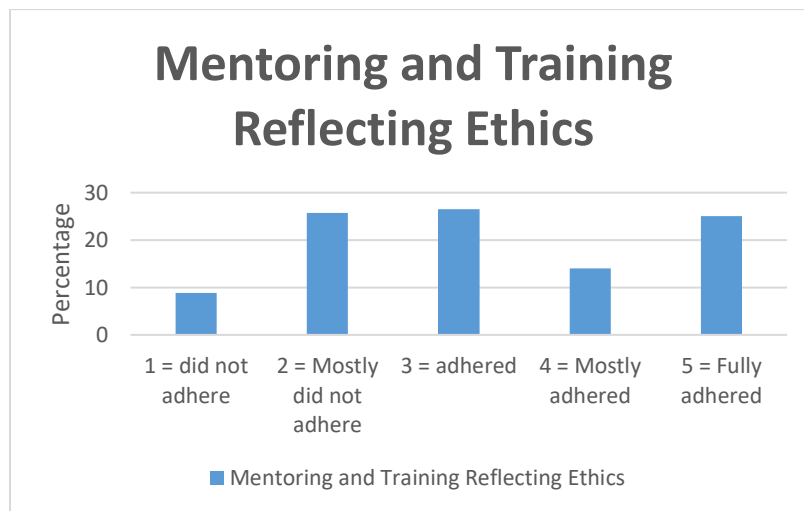 Mentoring and Training
Reflecting Ethics
30
20
10
0
Percentage
1 = did not
adhere
2 = Mostly
did not
adhere
3 = adhered
4 = Mostly
adhered
5 = Fully
adhered
Mentoring and Training Reflecting Ethics